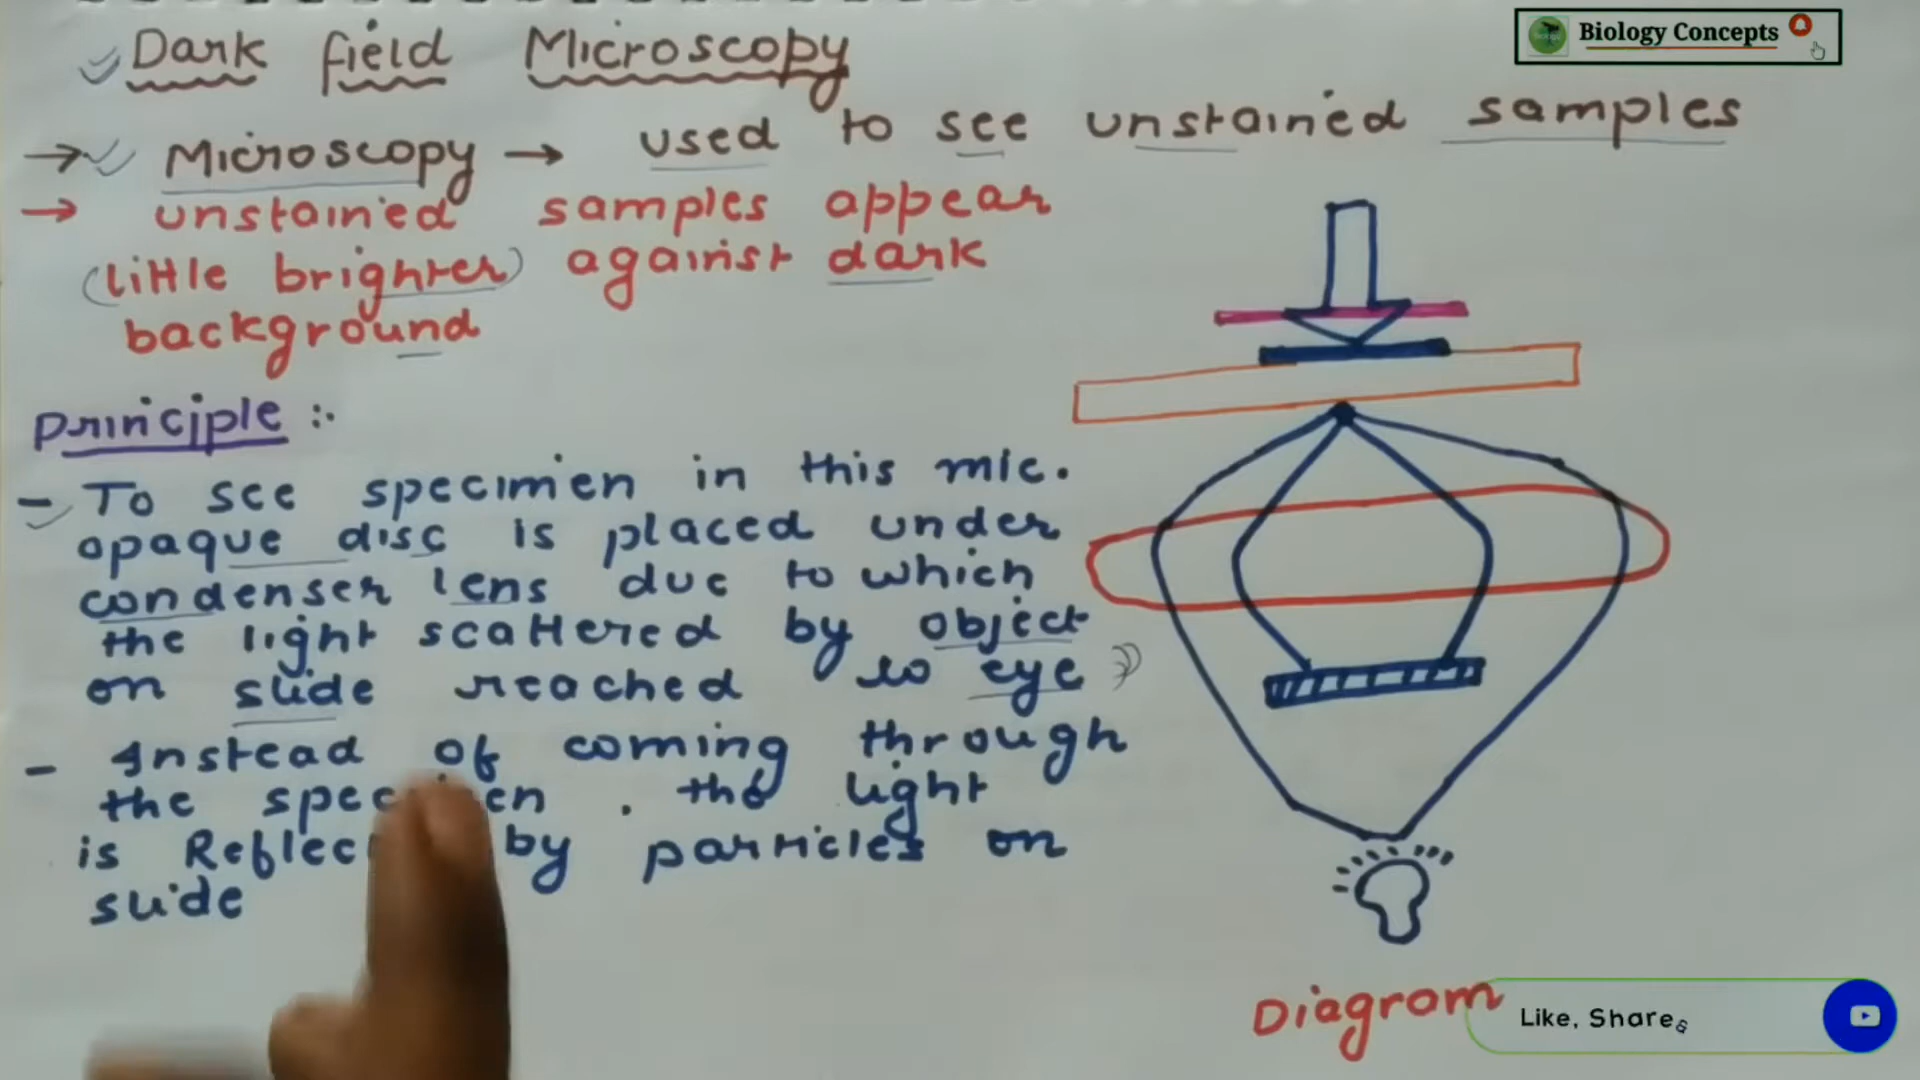 Dark field Microscopy
Biology Concepts
→ Microscopy → used to see unstained samples
→ unstained samples appear
(little brighter) against dark
background
Principle :-
- To see specimen in this mic.
opaque disc is placed under
condenser lens due to which
the light scattered by object
on slide reached to eye
- Instead of coming through
the . the light
is by particles on
slide
Diagram
Like, Share &